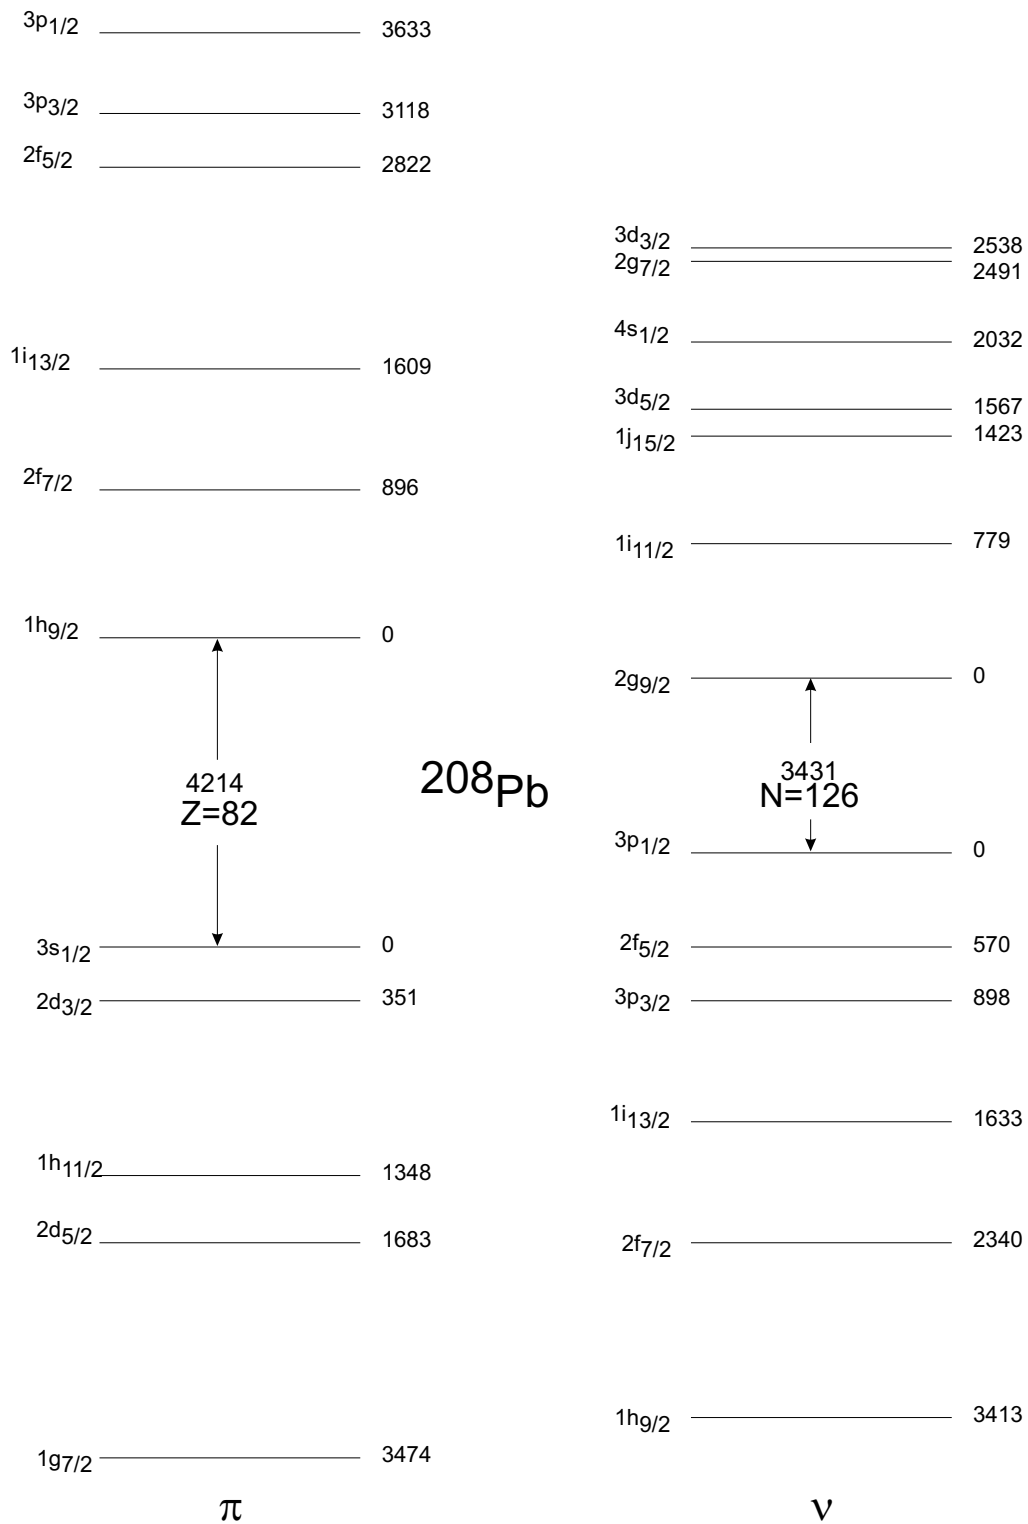 3p1/2 3633
3p3/2 3118
2f5/2 2822
1i13/2 1609
2f7/2 896
1h9/2 0
4214
Z=82
3s1/2 0
2d3/2 351
1h11/2 1348
2d5/2 1683
1g7/2 3474
π
208Pb
3d3/2 2538
2g7/2 2491
4s1/2 2032
3d5/2 1567
1j15/2 1423
1i11/2 779
2g9/2 0
3431
N=126
3p1/2 0
2f5/2 570
3p3/2 898
1i13/2 1633
2f7/2 2340
1h9/2 3413
ν